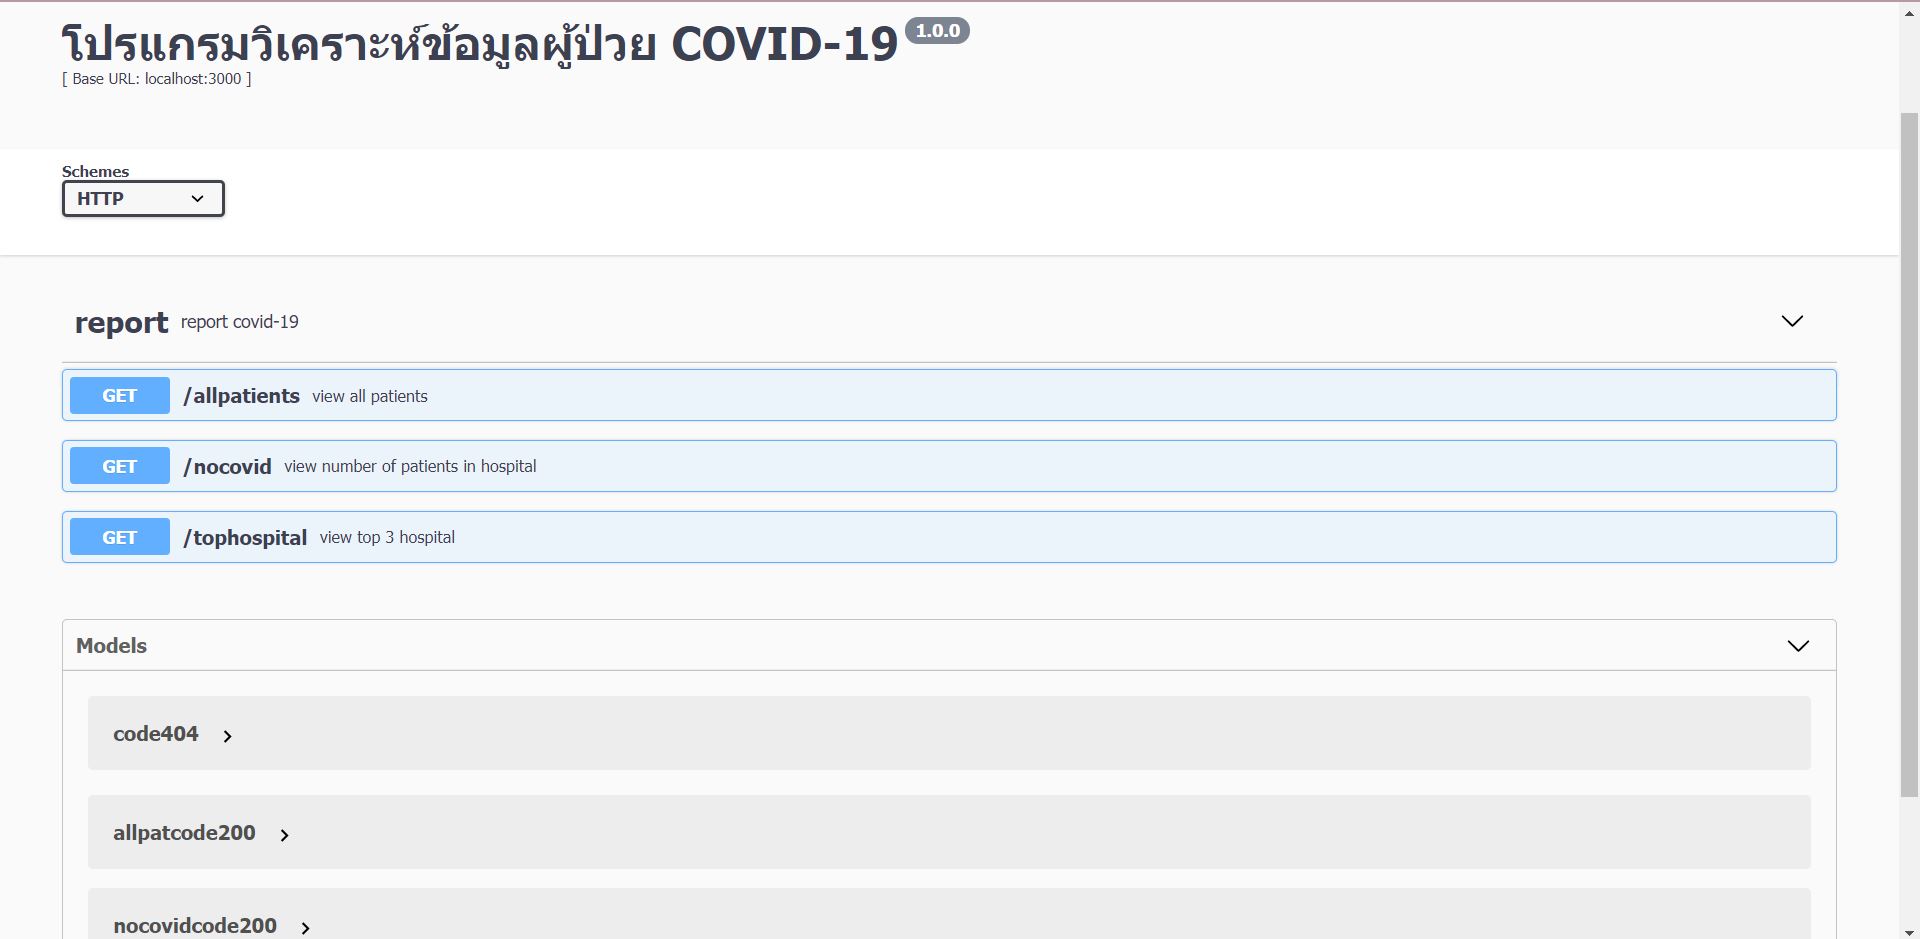 โปรแกรมวิเคราะห์ข้อมูลผู้ป่วย COVID-19 1.0.0
[ Base URL: localhost:3000 ]
Schemes
HTTP
report report covid-19
GET /allpatients view all patients
GET /nocovid view number of patients in hospital
GET /tophospital view top 3 hospital
Models
code404
allpatcode200
nocovidcode200